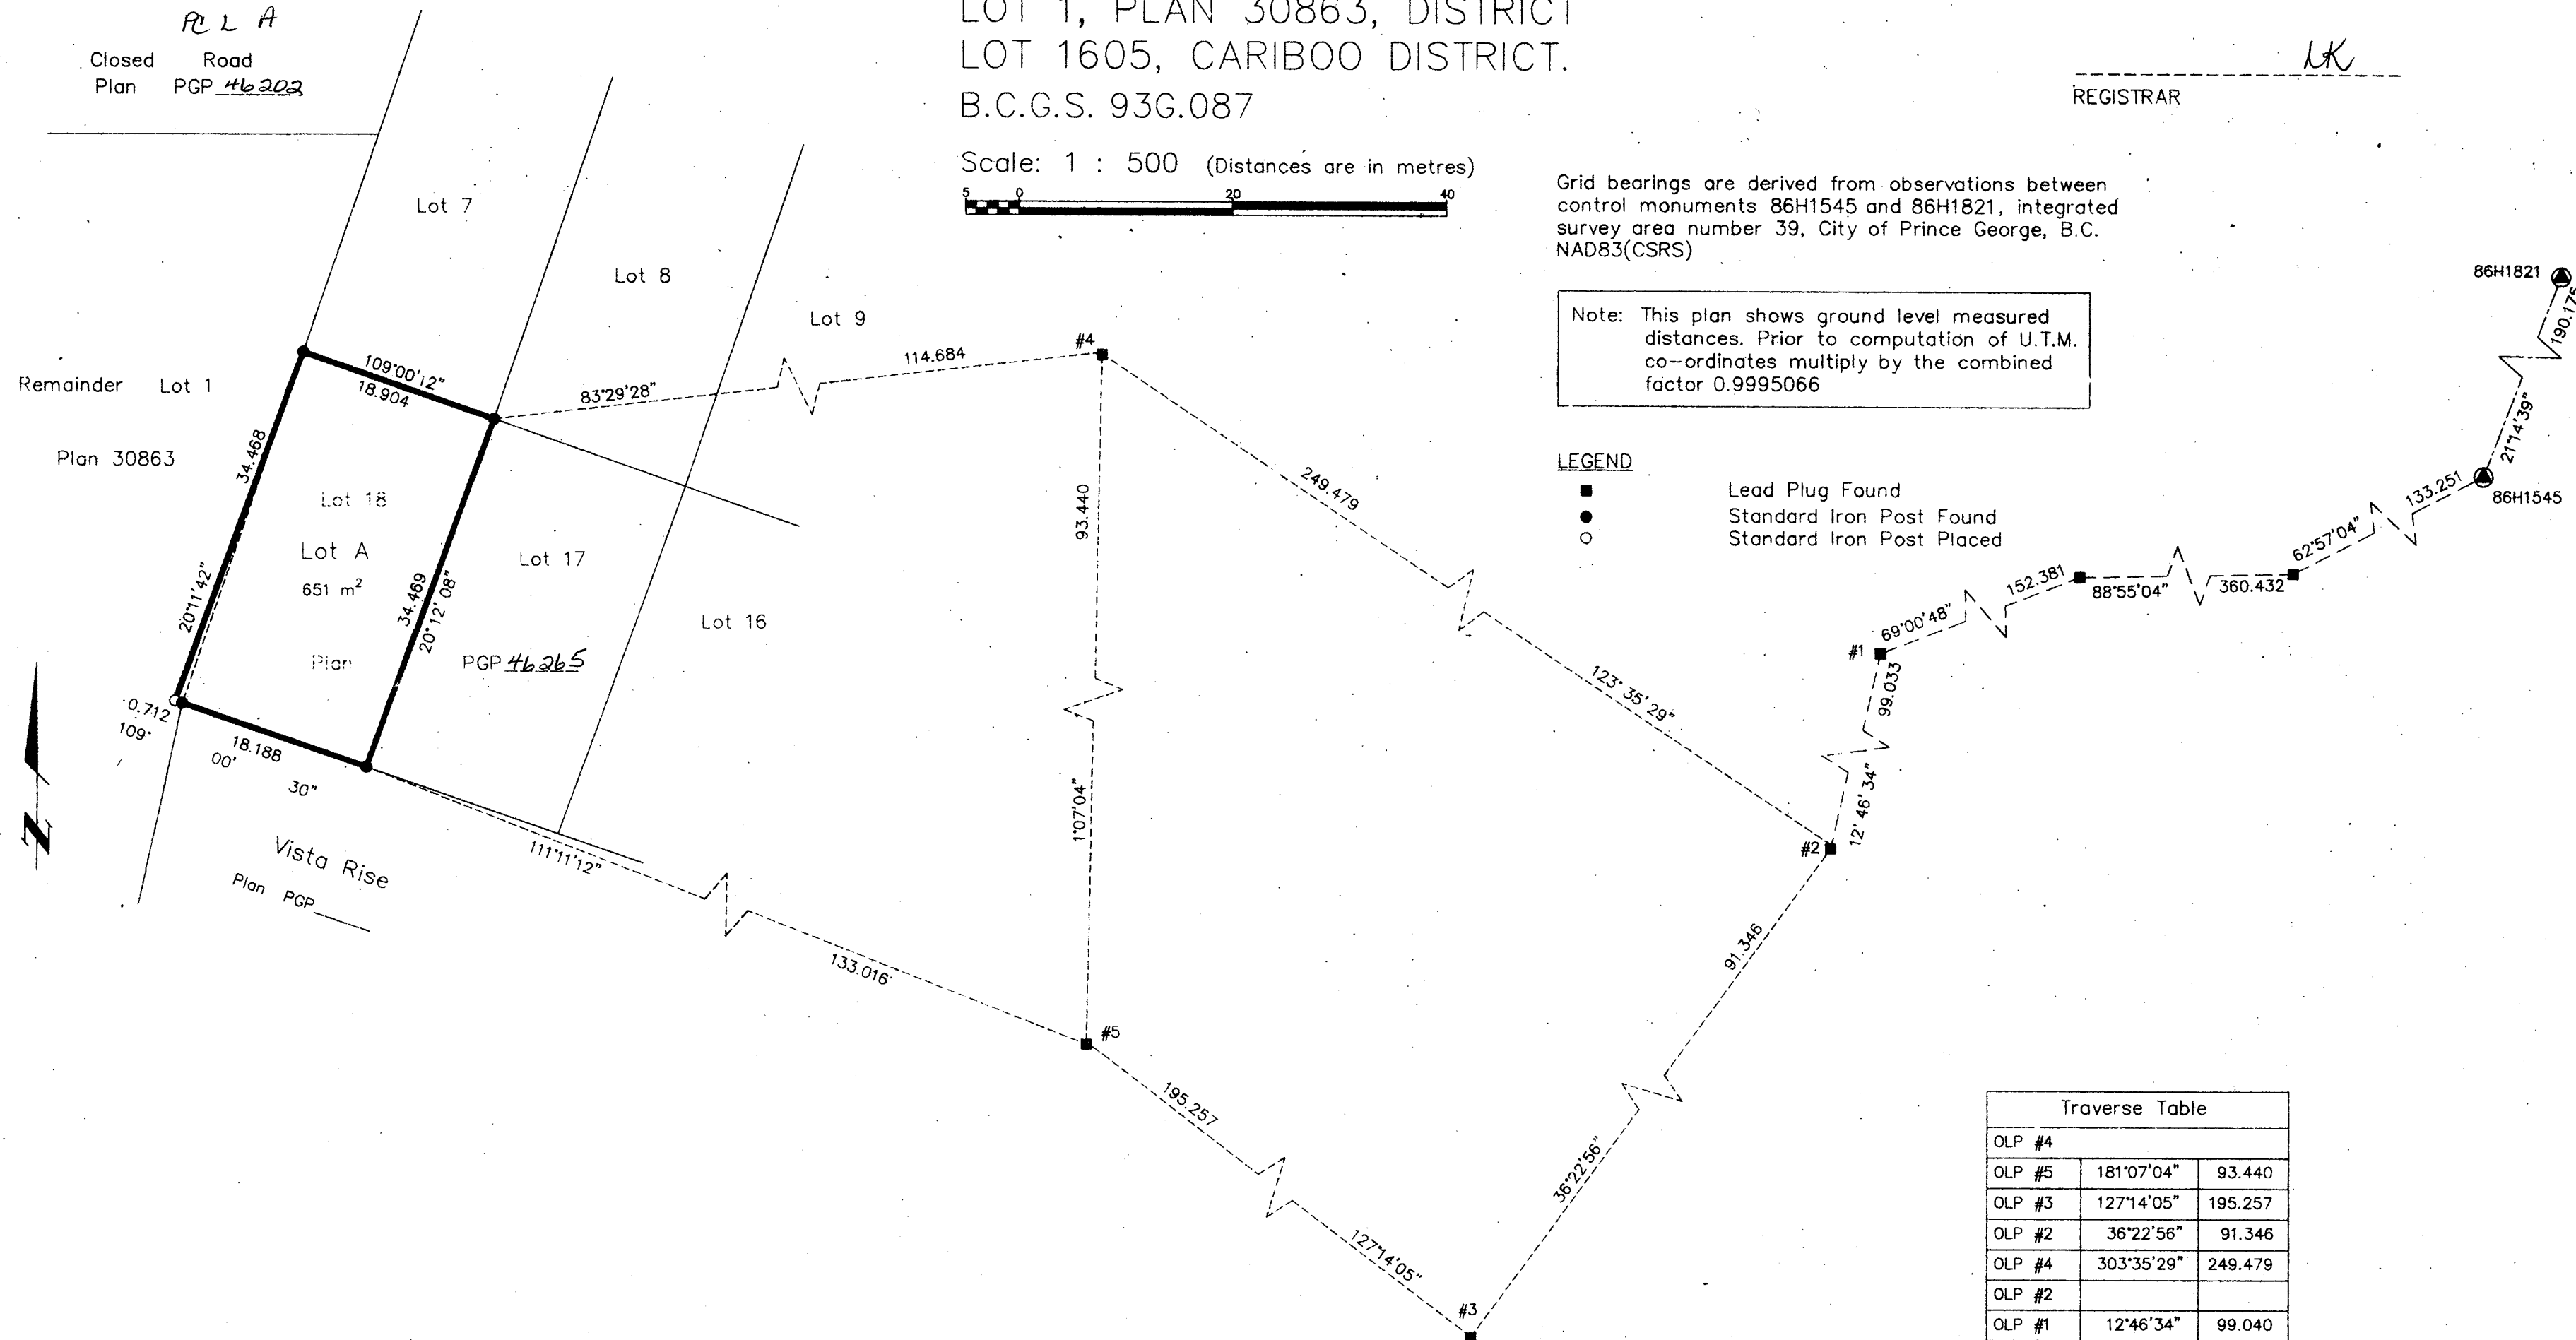 PCL A
Closed Road
Plan PGP 46202
LOT 1, PLAN 30863, DISTRICT
LOT 1605, CARIBOO DISTRICT.
B.C.G.S. 93G.087
Scale: 1 : 500 (Distances are in metres)
5 0 20 40
LK
REGISTRAR
Grid bearings are derived from observations between
control monuments 86H1545 and 86H1821, integrated
survey area number 39, City of Prince George, B.C.
NAD83(CSRS)
Note: This plan shows ground level measured
distances. Prior to computation of U.T.M.
co-ordinates multiply by the combined
factor 0.9995066
LEGEND
Lead Plug Found
Standard Iron Post Found
Standard Iron Post Placed
Lot 7
Lot 8
Lot 9
Remainder Lot 1
Plan 30863
109°00'12"
18.904
83°29'28"
114.684
#4
34.468
20°11'42"
Lot 18
Lot A
651 m²
Plan
PGP 46265
34.469
20°12'08"
Lot 17
Lot 16
0.712
109°
18.188
00'
30"
Vista Rise
Plan PGP
111°11'12"
133.016
93.440
1°07'04"
#5
249.479
123°35'29"
#2
195.257
127°14'05"
#3
91.346
36°22'56"
12°46'34"
99.033
#1
69°00'48"
152.381
88°55'04"
360.432
62°57'04"
133.251
86H1545
21°14'39"
190.175
86H1821
N
Traverse Table
OLP #4
OLP #5 181°07'04" 93.440
OLP #3 127°14'05" 195.257
OLP #2 36°22'56" 91.346
OLP #4 303°35'29" 249.479
OLP #2
OLP #1 12°46'34" 99.040